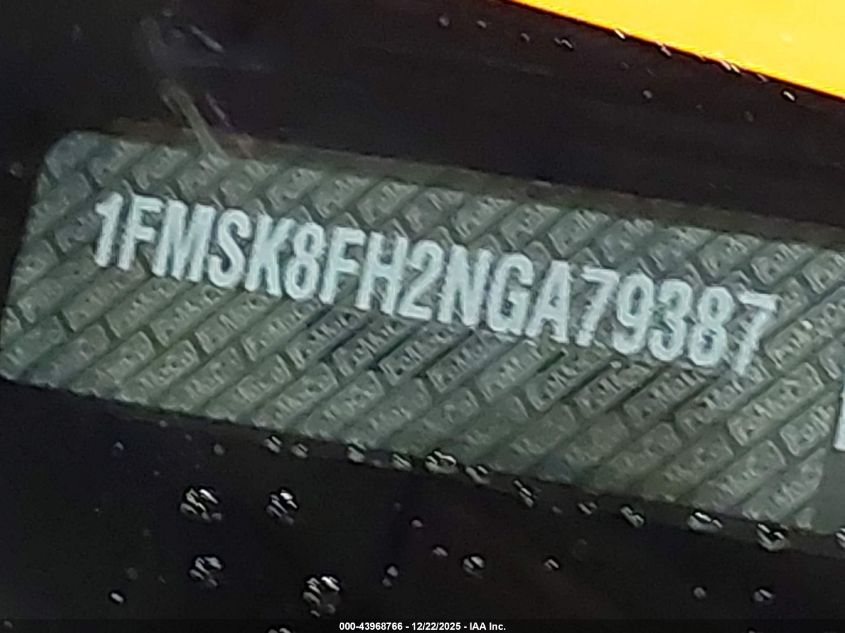 1FMSK8FH2NGA79387
000-43968766 - 12/22/2025 - IAA Inc.